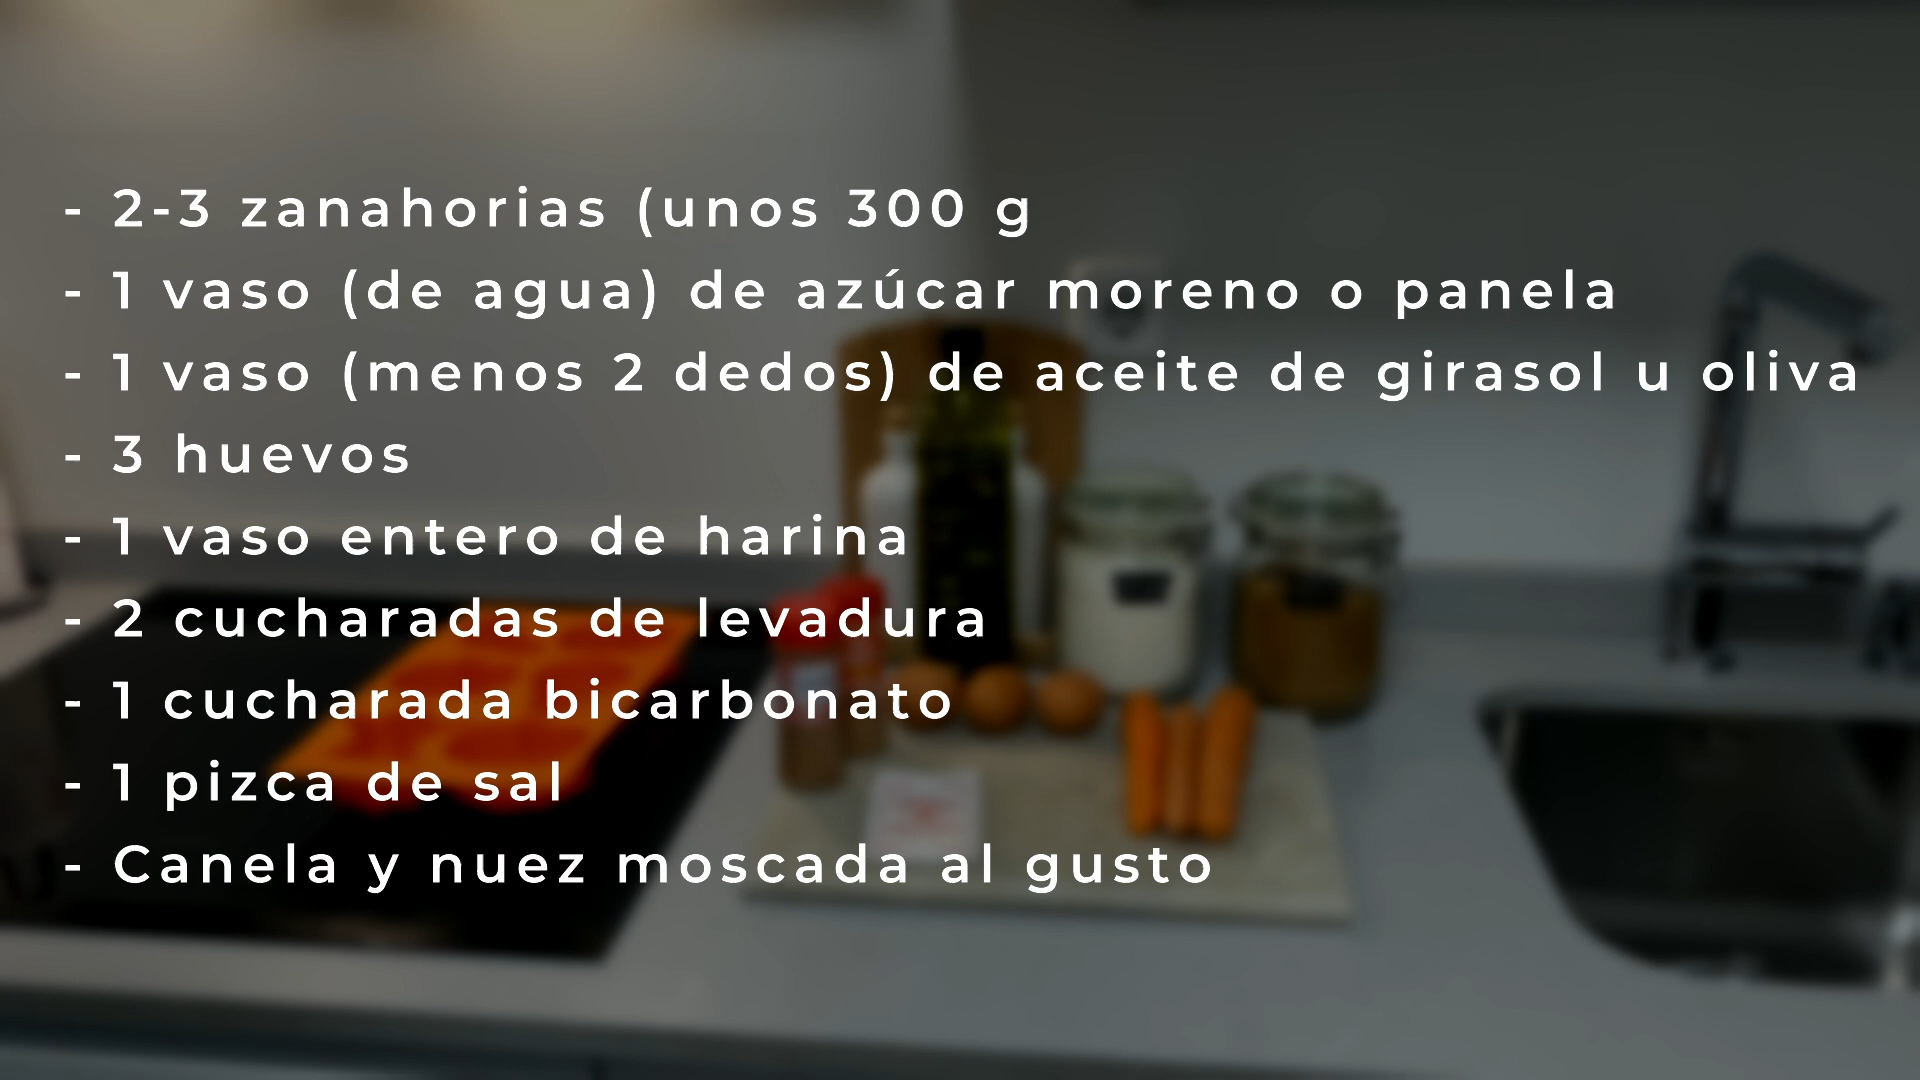 - 2-3 zanahorias (unos 300 g
- 1 vaso (de agua) de azúcar moreno o panela
- 1 vaso (menos 2 dedos) de aceite de girasol u oliva
- 3 huevos
- 1 vaso entero de harina
- 2 cucharadas de levadura
- 1 cucharada bicarbonato
- 1 pizca de sal
- Canela y nuez moscada al gusto